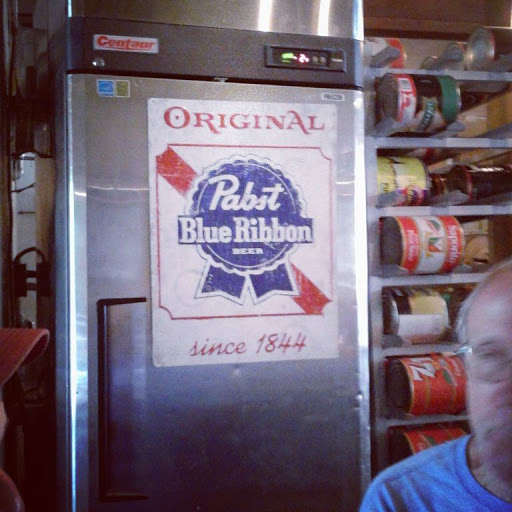 Centaur
ORIGINAL
Pabst
Blue Ribbon
BEER
since 1844